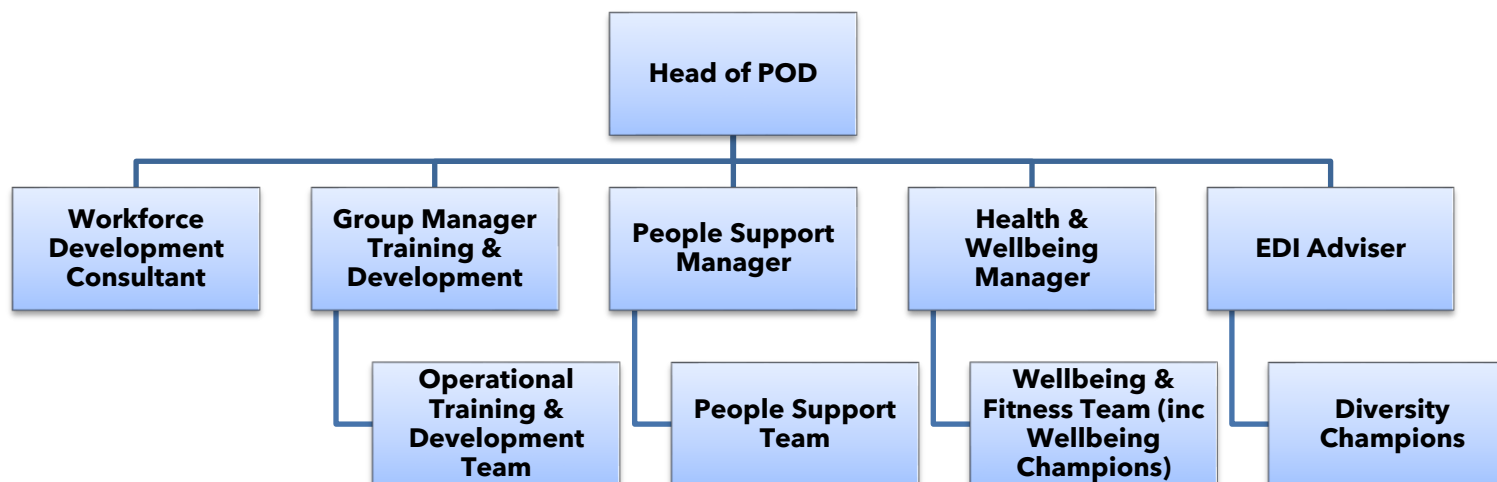 Head of POD
Workforce
Development
Consultant
Group Manager
Training &
Development
People Support
Manager
Health &
Wellbeing
Manager
EDI Adviser
Operational
Training &
Development
Team
People Support
Team
Wellbeing &
Fitness Team (inc
Wellbeing
Champions)
Diversity
Champions